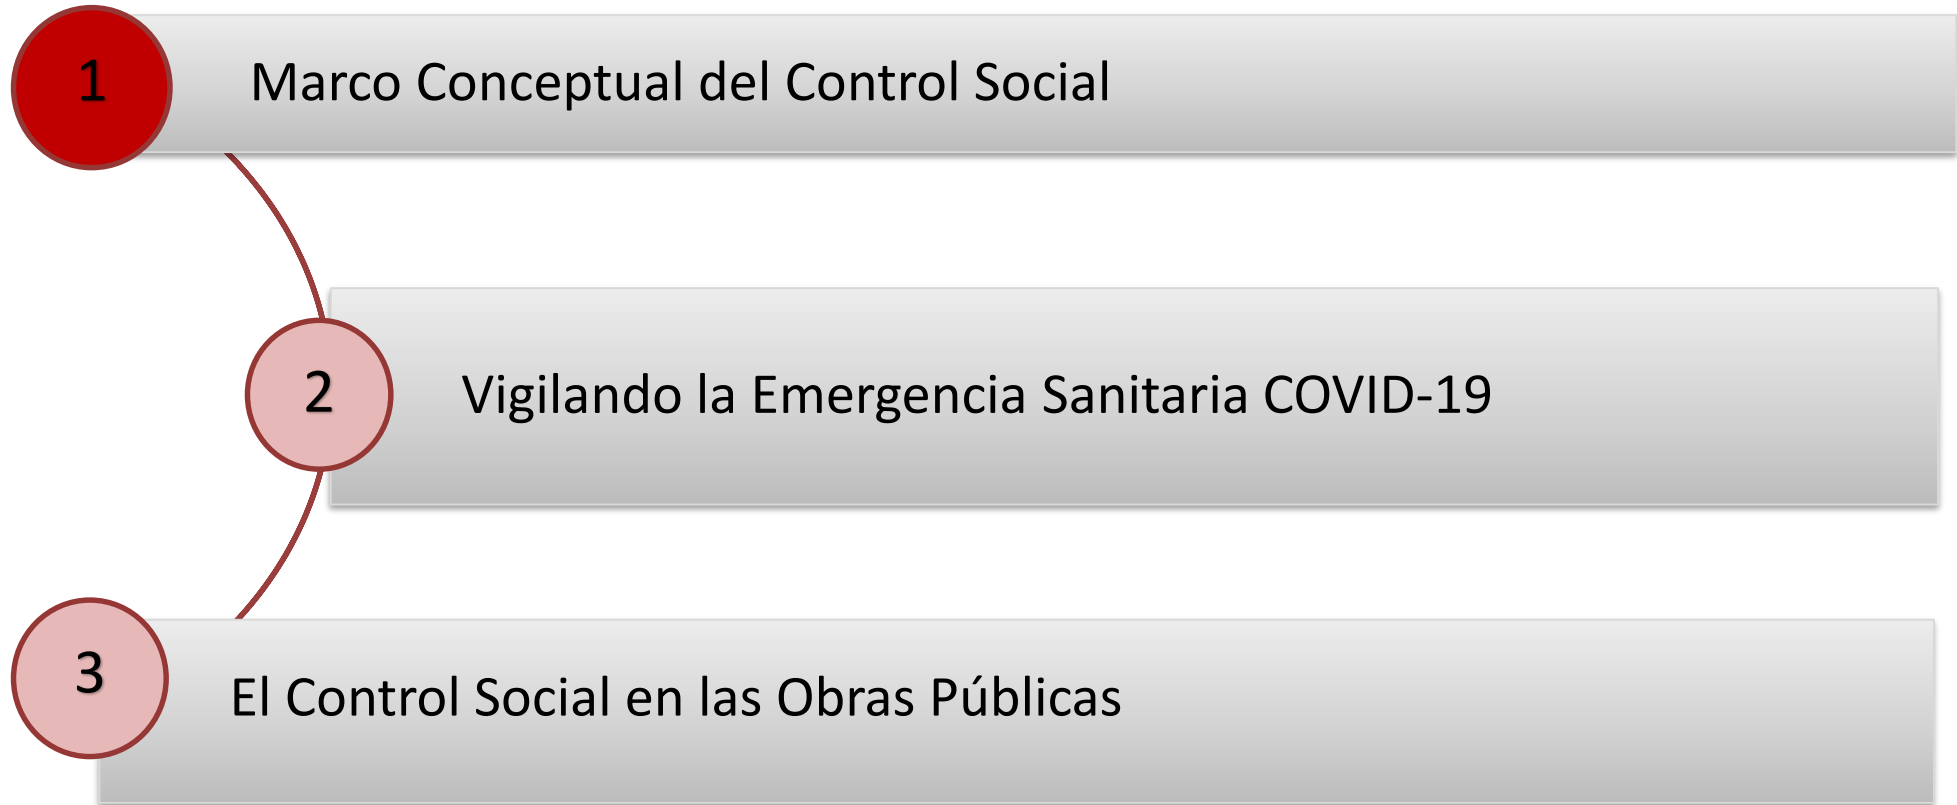 1
Marco Conceptual del Control Social
2
Vigilando la Emergencia Sanitaria COVID-19
3
El Control Social en las Obras Públicas